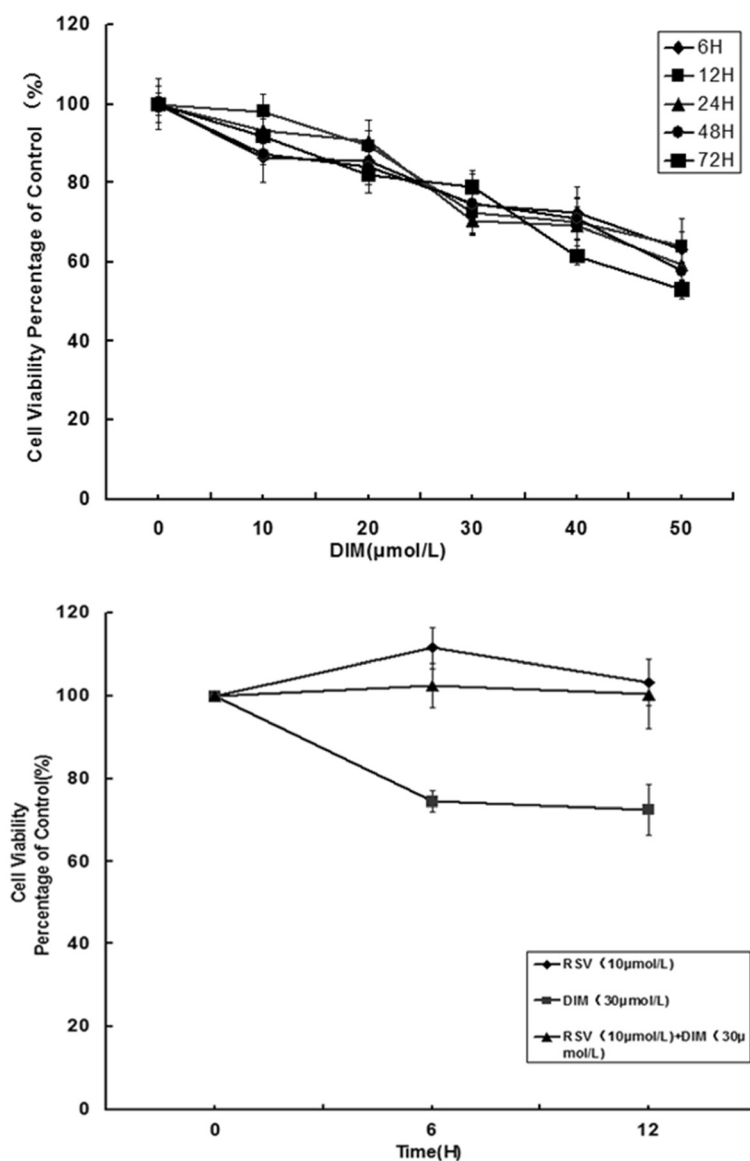 120
100
80
60
40
20
0
Cell Viability Percentage of Control (%)
6H
12H
24H
48H
72H
0 10 20 30 40 50
DIM(μmol/L)
120
100
80
60
40
20
0
Cell Viability
Percentage of Control(%)
RSV（10μmol/L)
DIM（30μmol/L)
RSV（10μmol/L)+DIM（30μ
mol/L)
0 6 12
Time(H)